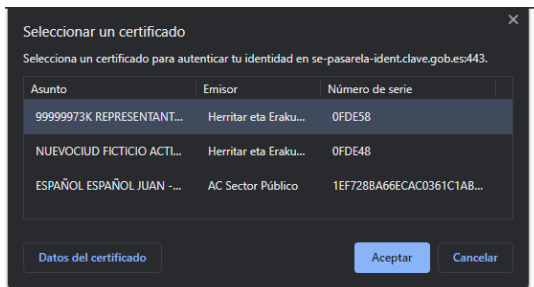 Seleccionar un certificado
Selecciona un certificado para autenticar tu identidad en se-pasarela-ident.clave.gob.es:443.
Asunto Emisor Número de serie
99999973K REPRESENTANT... Herritar eta Eraku... 0FDE58
NUEVOCIUD FICTICIO ACTI... Herritar eta Eraku... 0FDE48
ESPAÑOL ESPAÑOL JUAN -... AC Sector Público 1EF728BA66ECAC0361C1AB...
Datos del certificado Aceptar Cancelar